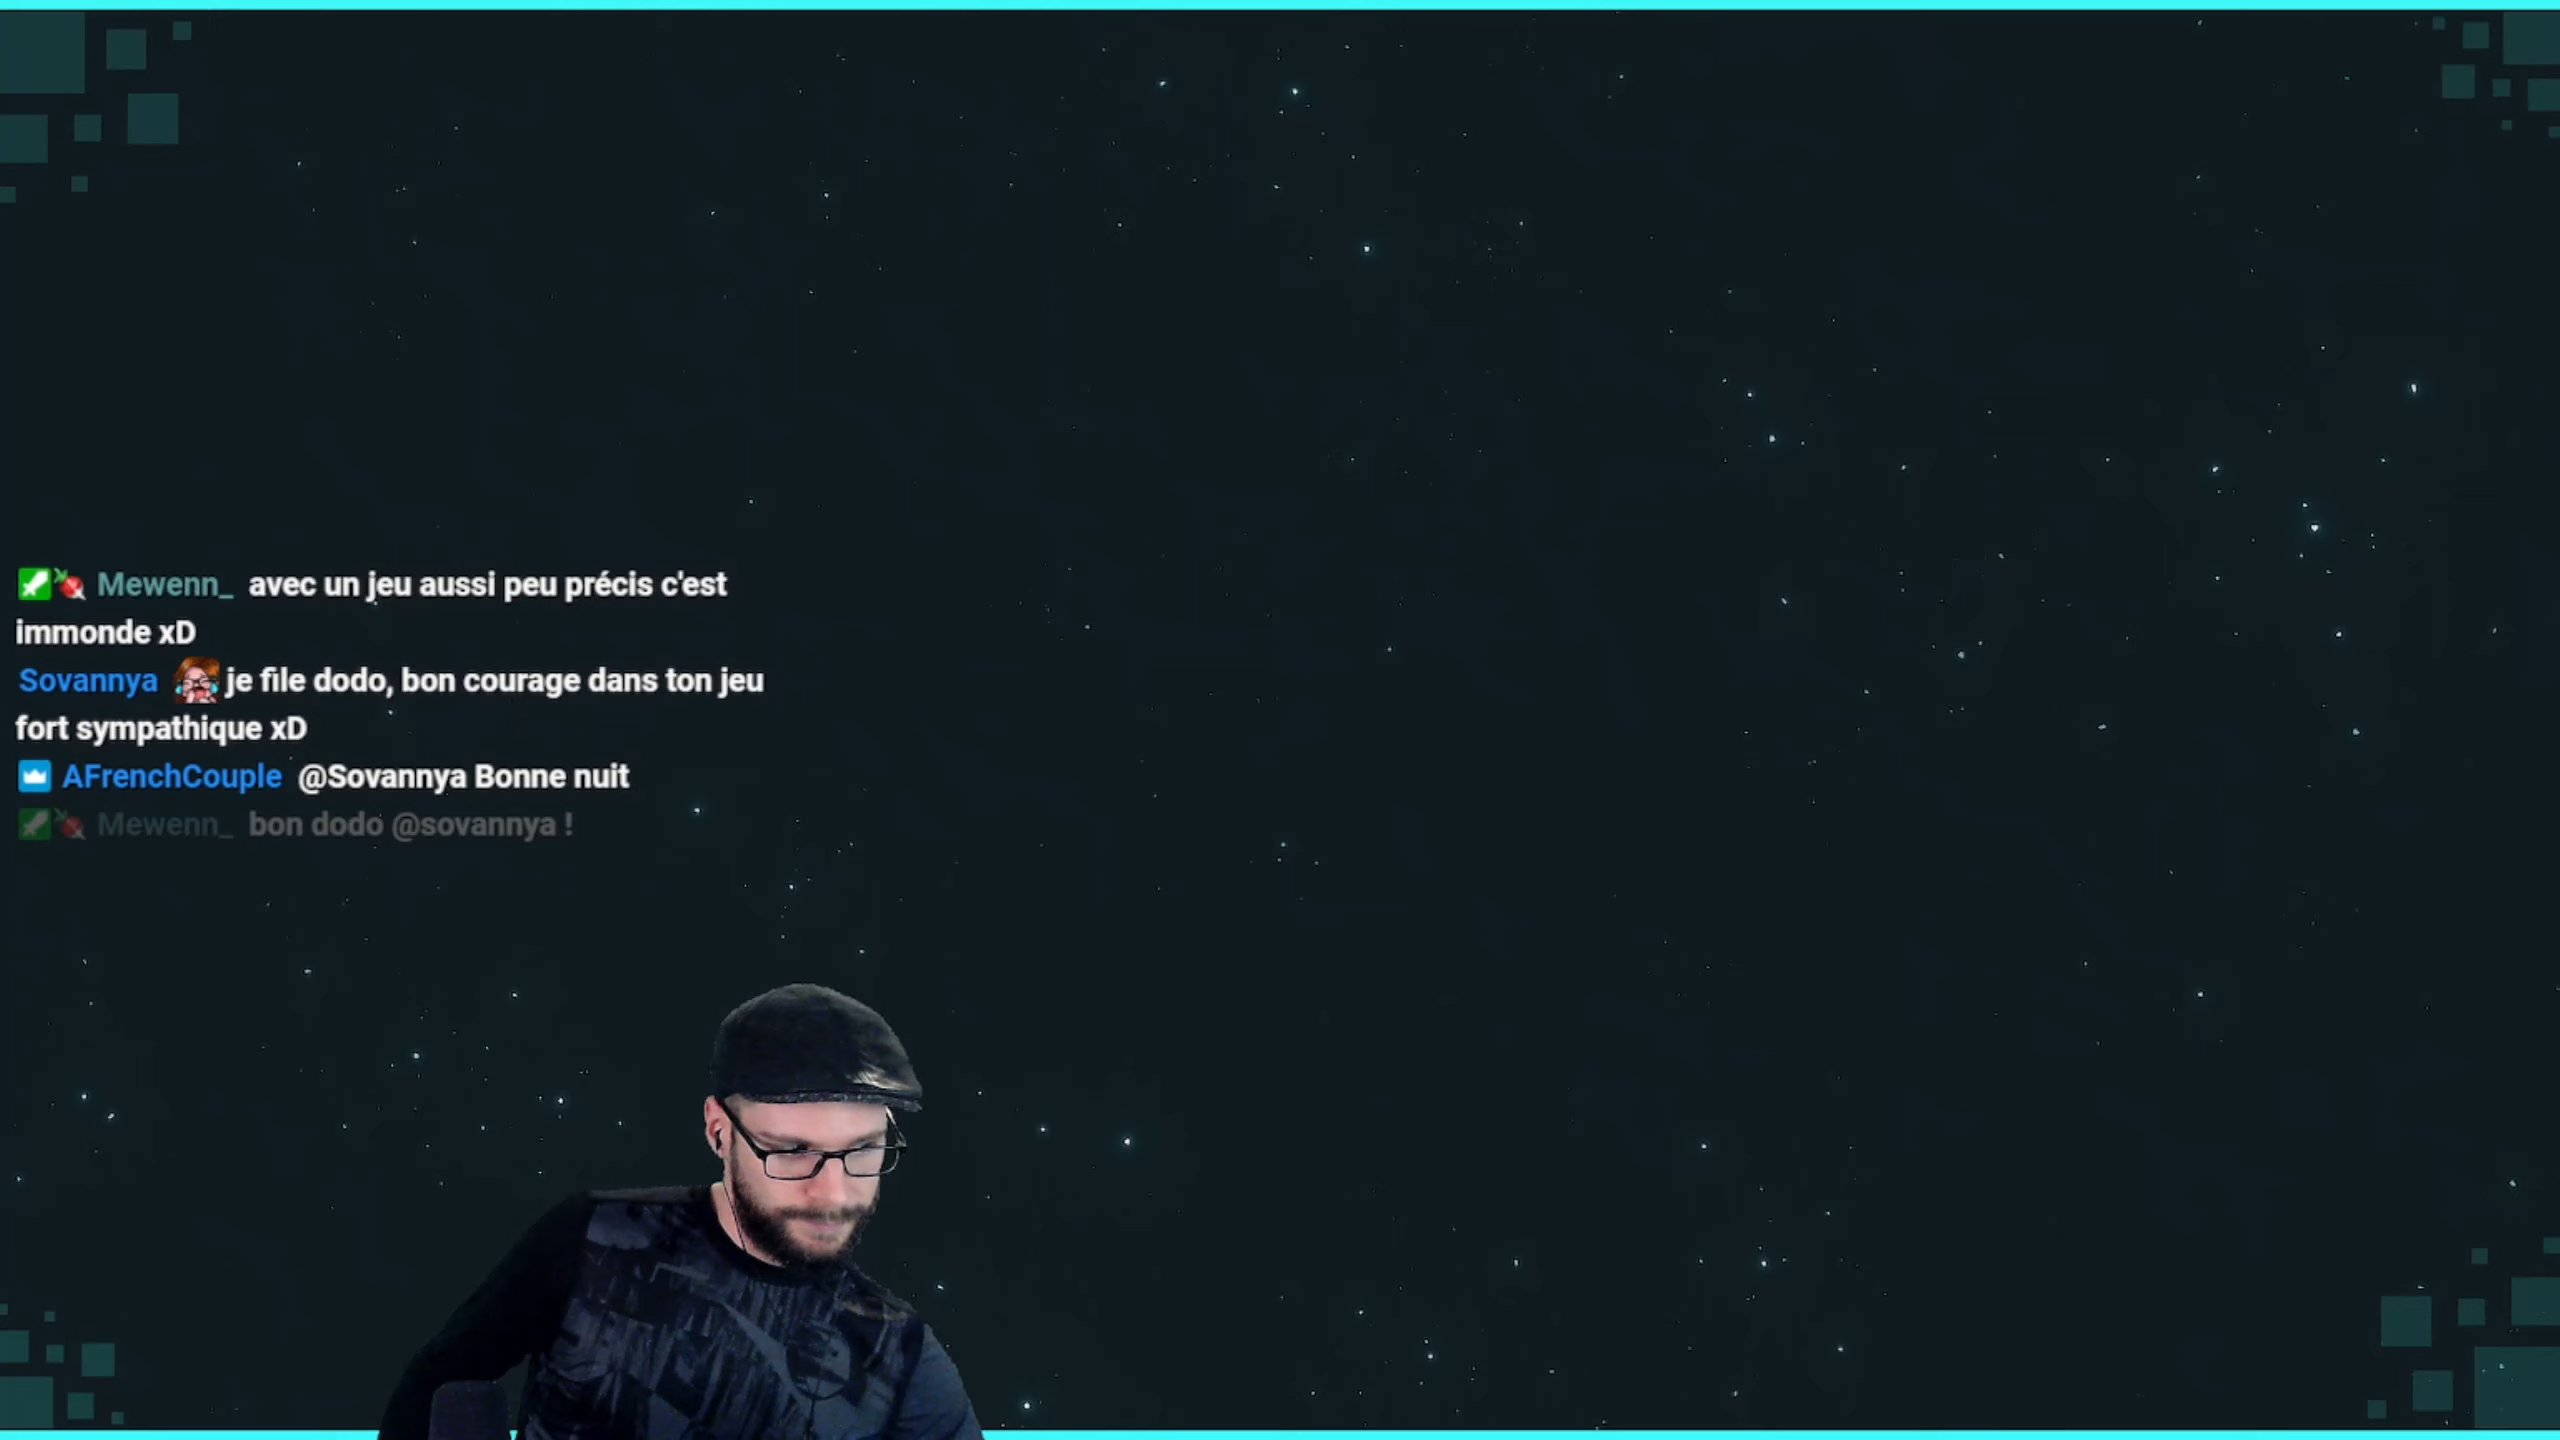 Mewenn_ avec un jeu aussi peu précis c'est
immonde xD
Sovannya je file dodo, bon courage dans ton jeu
fort sympathique xD
AFrenchCouple @Sovannya Bonne nuit
Mewenn_ bon dodo @sovannya !